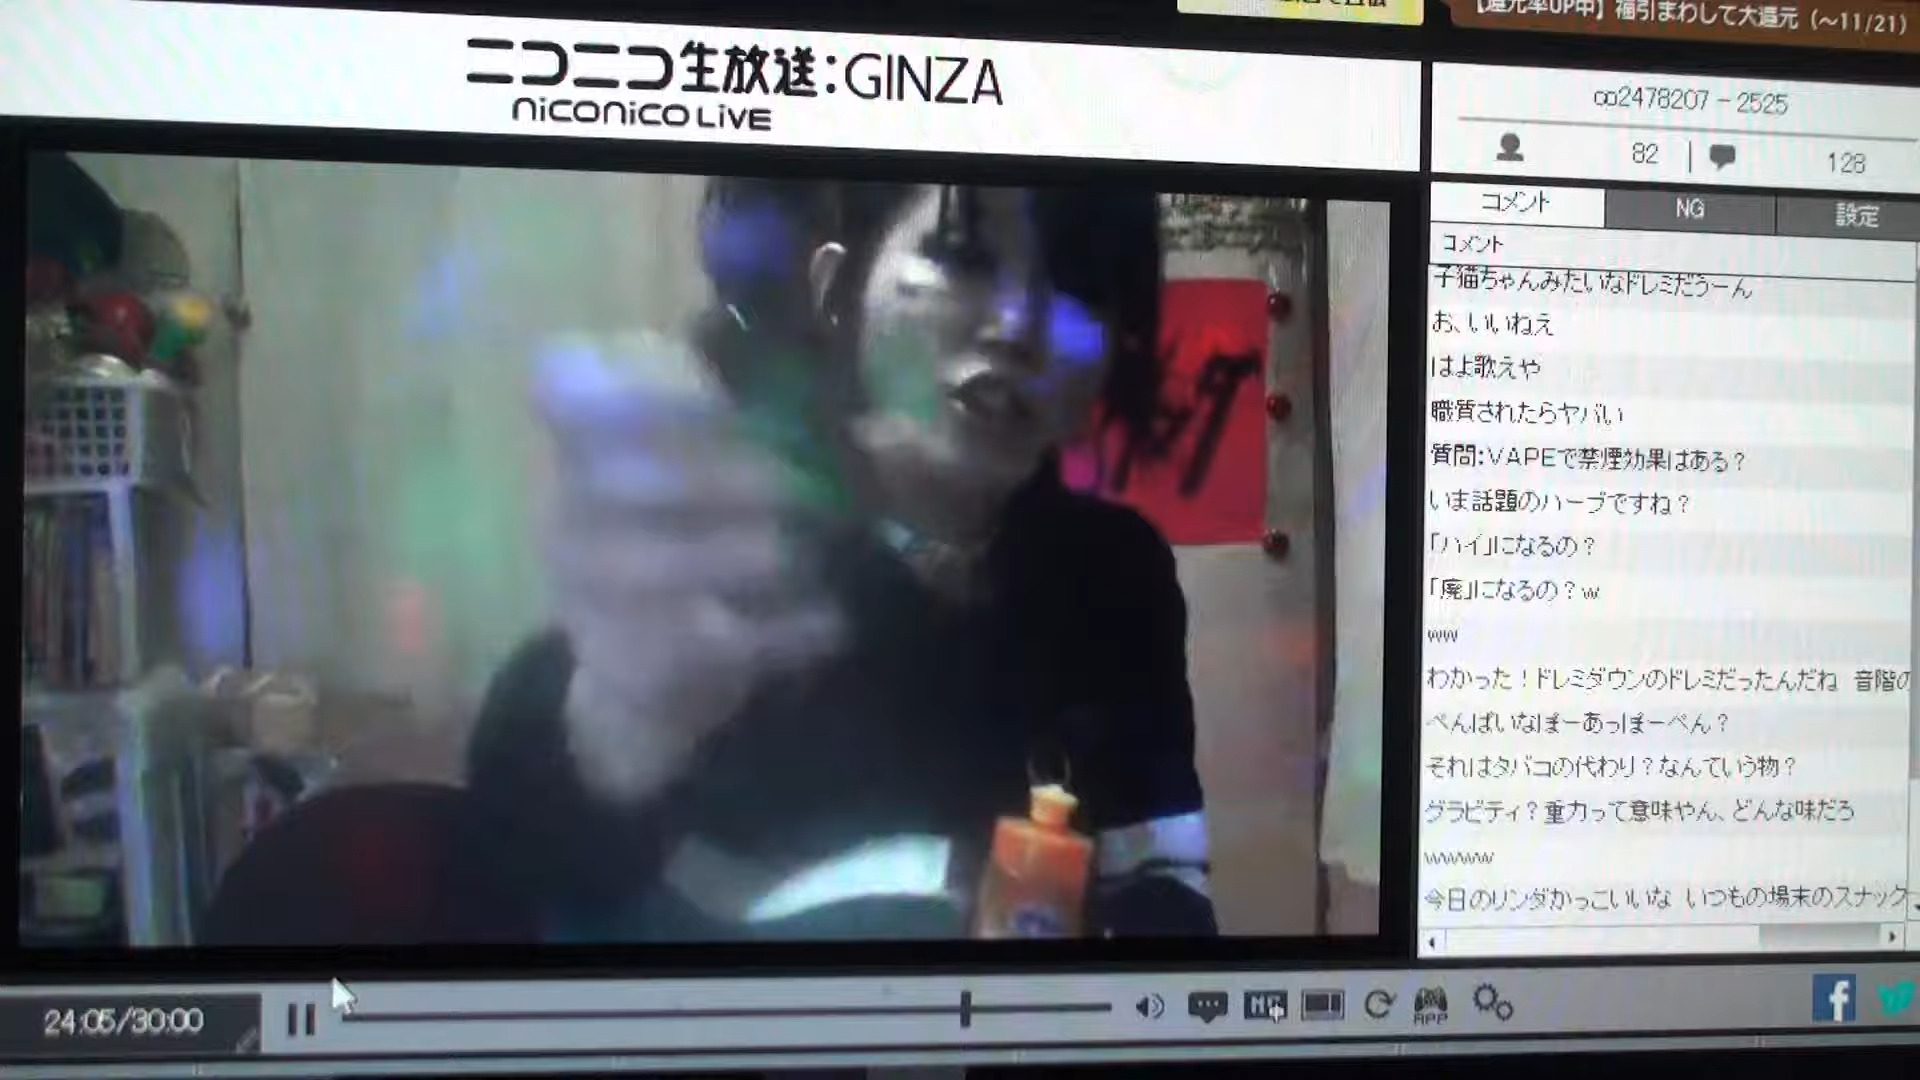 【還元率UP中】福引まわして大還元（～11/21）
ニコニコ生放送:GINZA
niconico LiVE
co2478207 - 2525
82 | 128
コメント NG 設定
コメント
子猫ちゃんみたいなドレミだうーん
お、いいねえ
はよ歌えや
職質されたらヤバい
質問:VAPEで禁煙効果はある？
いま話題のハーブですね？
「ハイ」になるの？
「廃」になるの？w
ww
わかった！ドレミダウンのドレミだったんだね 音階の
ぺんぱいなぽーあっぽーぺん？
それはタバコの代わり？なんていう物？
グラビティ？重力って意味やん、どんな味だろ
wwww
今日のリンダかっこいいな いつもの場末のスナック
24:05/30:00
APP
f